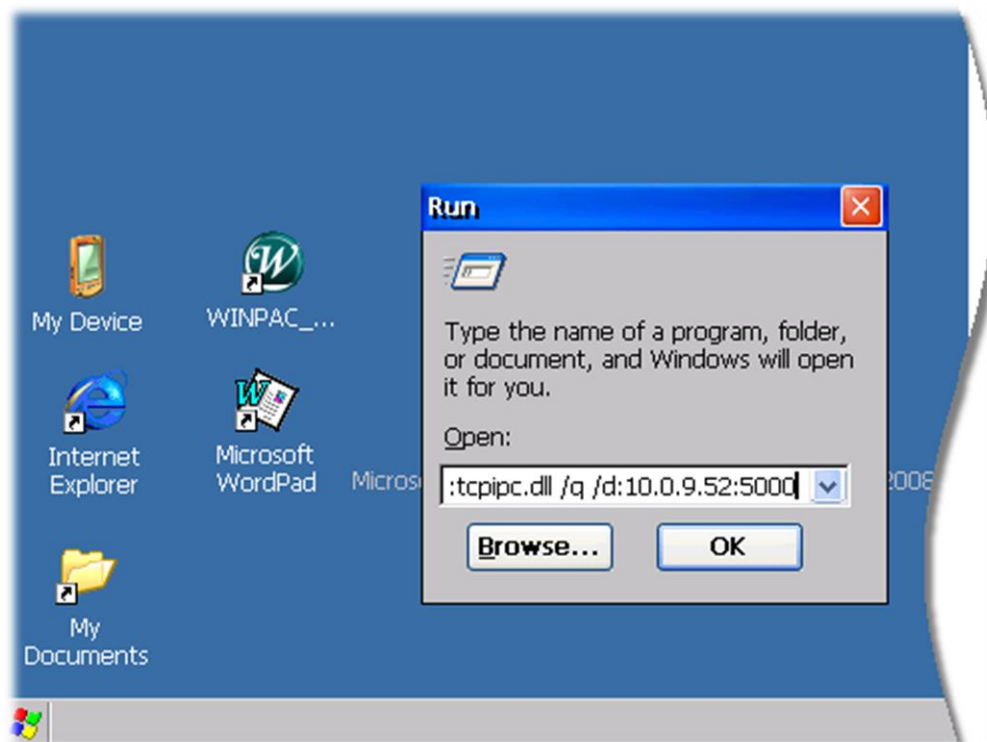 Run
My Device
WINPAC_...
Type the name of a program, folder,
or document, and Windows will open
it for you.
Open:
Internet
Explorer
Microsoft
WordPad
:tcpipc.dll /q /d:10.0.9.52:5000
2008
Browse...
OK
My
Documents